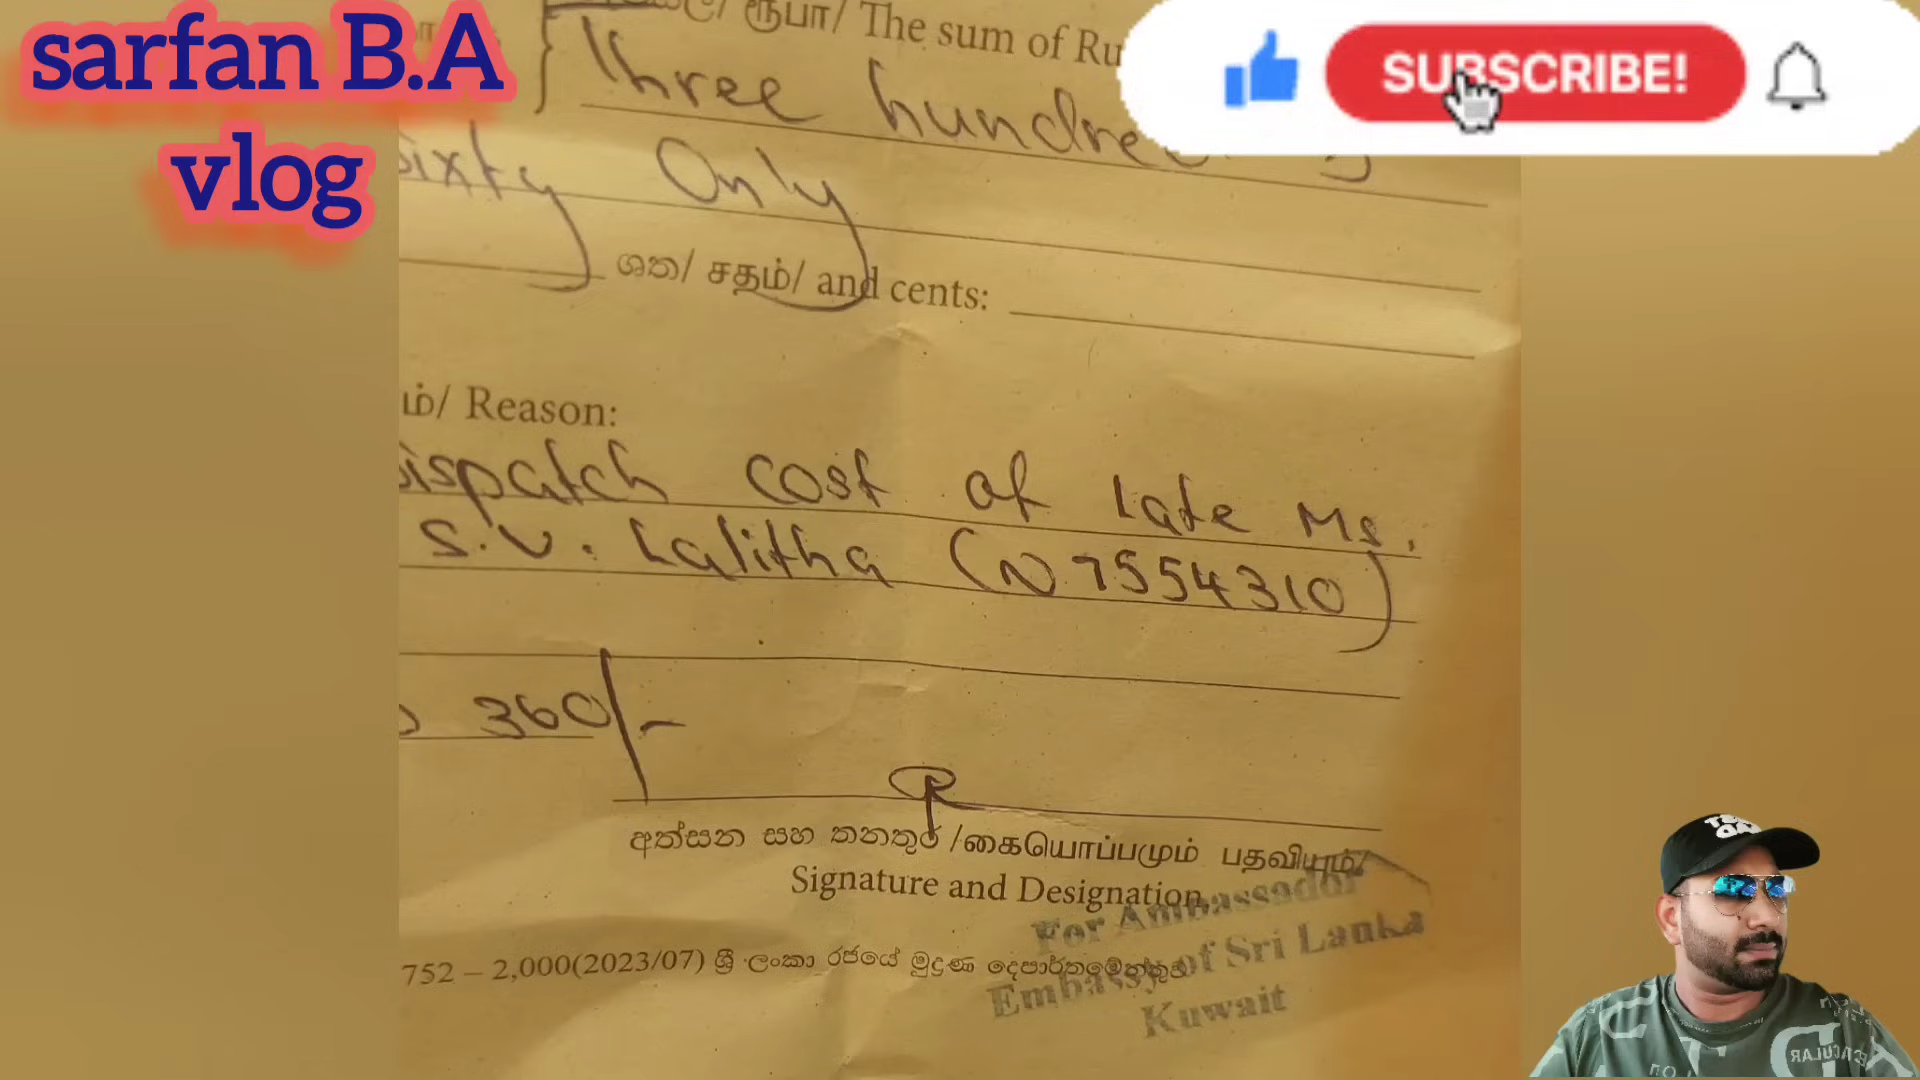 sarfan B.A
vlog
SUBSCRIBE!
රූපා/ The sum of Ru
Three hundred
Sixty Only
ශත/ சதம்/ and cents:
ம்/ Reason:
Dispatch cost of Late Ms.
S.V. Lalitha (N 7554310)
360/-
අත්සන සහ තනතුර /கையொப்பமும் பதவியும்/
Signature and Designation
For Ambassador
752 – 2,000(2023/07) ශ්‍රී ලංකා රජයේ මුද්‍රණ දෙපාර්තමේන්තුව
Embassy of Sri Lanka
Kuwait